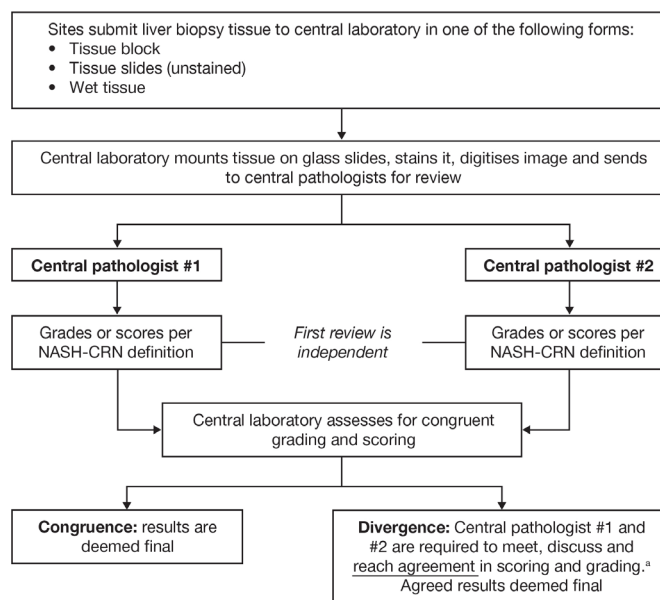 Sites submit liver biopsy tissue to central laboratory in one of the following forms:
• Tissue block
• Tissue slides (unstained)
• Wet tissue
Central laboratory mounts tissue on glass slides, stains it, digitises image and sends
to central pathologists for review
Central pathologist #1
Central pathologist #2
Grades or scores per
NASH-CRN definition
First review is
independent
Grades or scores per
NASH-CRN definition
Central laboratory assesses for congruent
grading and scoring
Congruence: results are
deemed final
Divergence: Central pathologist #1 and
#2 are required to meet, discuss and
reach agreement in scoring and grading.ᵃ
Agreed results deemed final